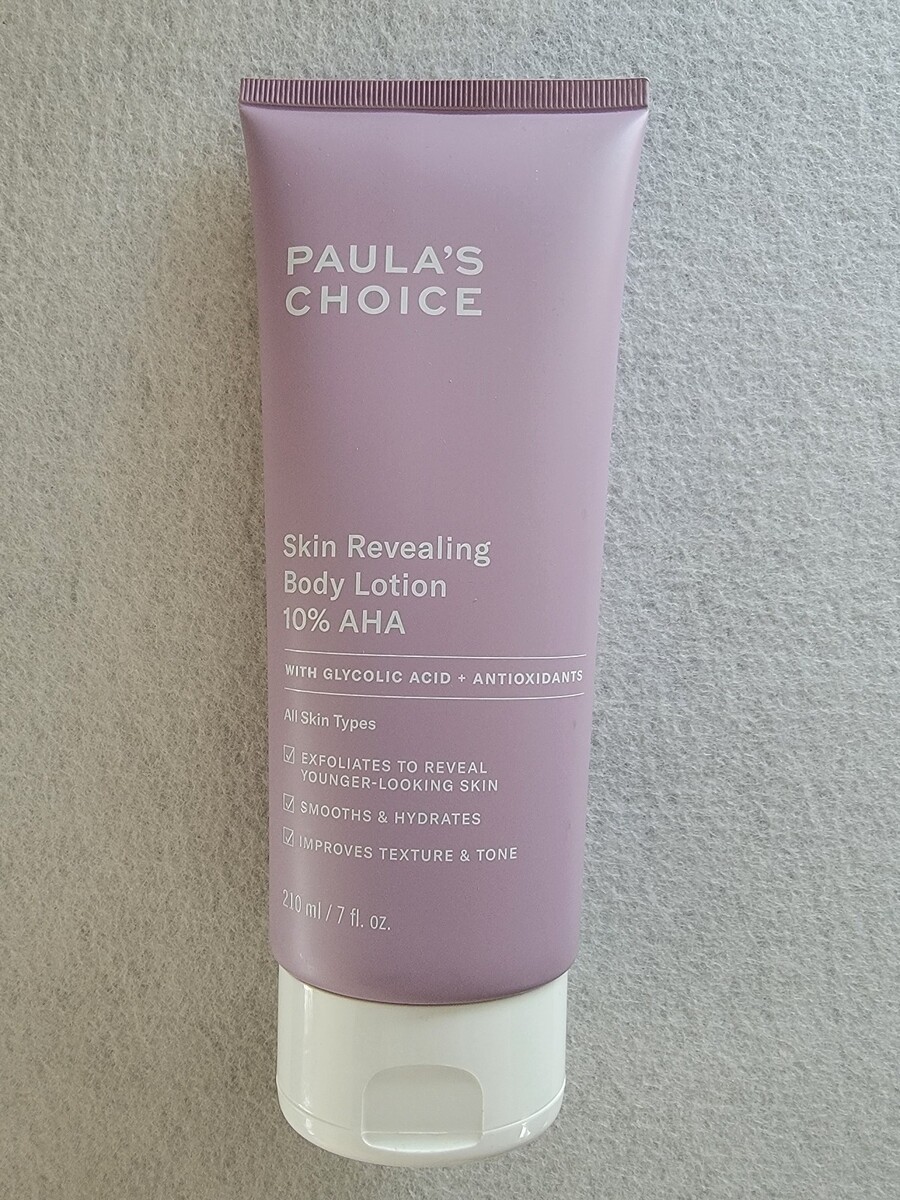 PAULA'S
CHOICE
Skin Revealing
Body Lotion
10% AHA
WITH GLYCOLIC ACID + ANTIOXIDANTS
All Skin Types
☑ EXFOLIATES TO REVEAL
YOUNGER-LOOKING SKIN
☑ SMOOTHS & HYDRATES
☑ IMPROVES TEXTURE & TONE
210 ml / 7 fl. oz.